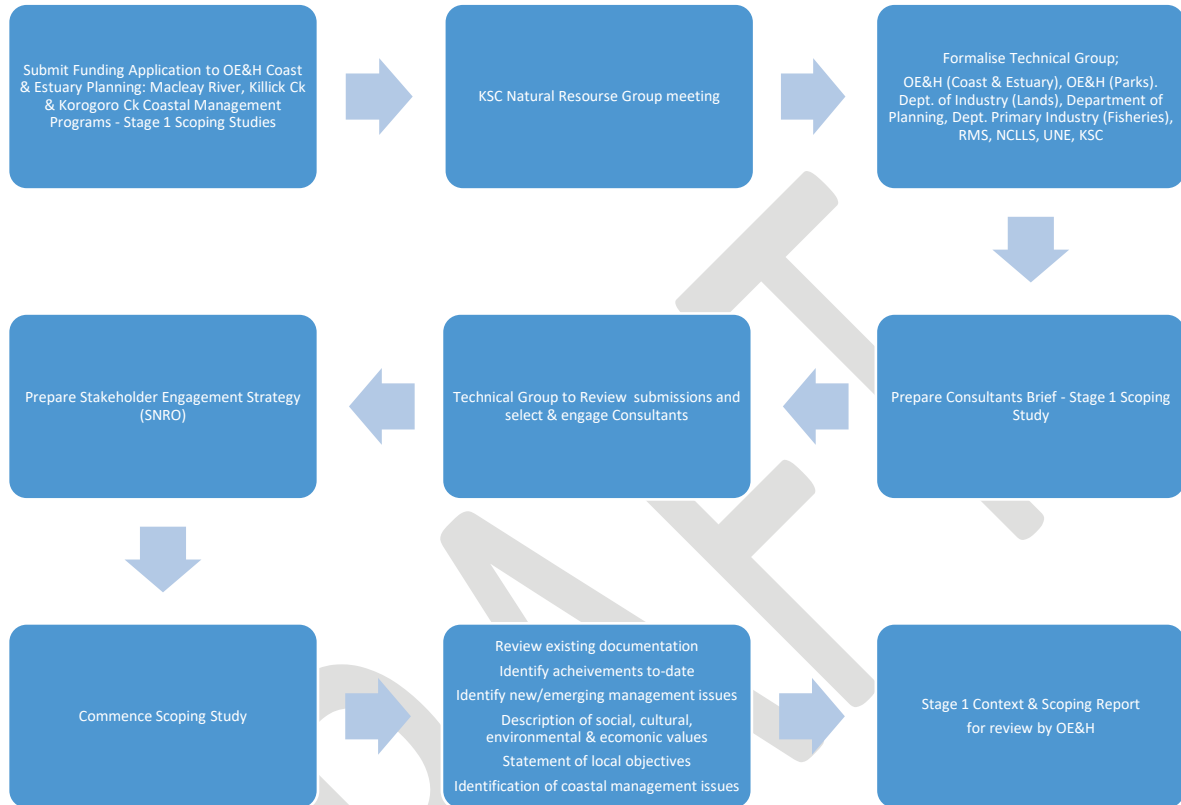 Submit Funding Application to OE&H Coast
& Estuary Planning: Macleay River, Killick Ck
& Korogoro Ck Coastal Management
Programs - Stage 1 Scoping Studies
KSC Natural Resourse Group meeting
Formalise Technical Group;
OE&H (Coast & Estuary), OE&H (Parks).
Dept. of Industry (Lands), Department of
Planning, Dept. Primary Industry (Fisheries),
RMS, NCLLS, UNE, KSC
Prepare Consultants Brief - Stage 1 Scoping
Study
Technical Group to Review submissions and
select & engage Consultants
Prepare Stakeholder Engagement Strategy
(SNRO)
Commence Scoping Study
Review existing documentation
Identify acheivements to-date
Identify new/emerging management issues
Description of social, cultural,
environmental & ecomonic values
Statement of local objectives
Identification of coastal management issues
Stage 1 Context & Scoping Report
for review by OE&H